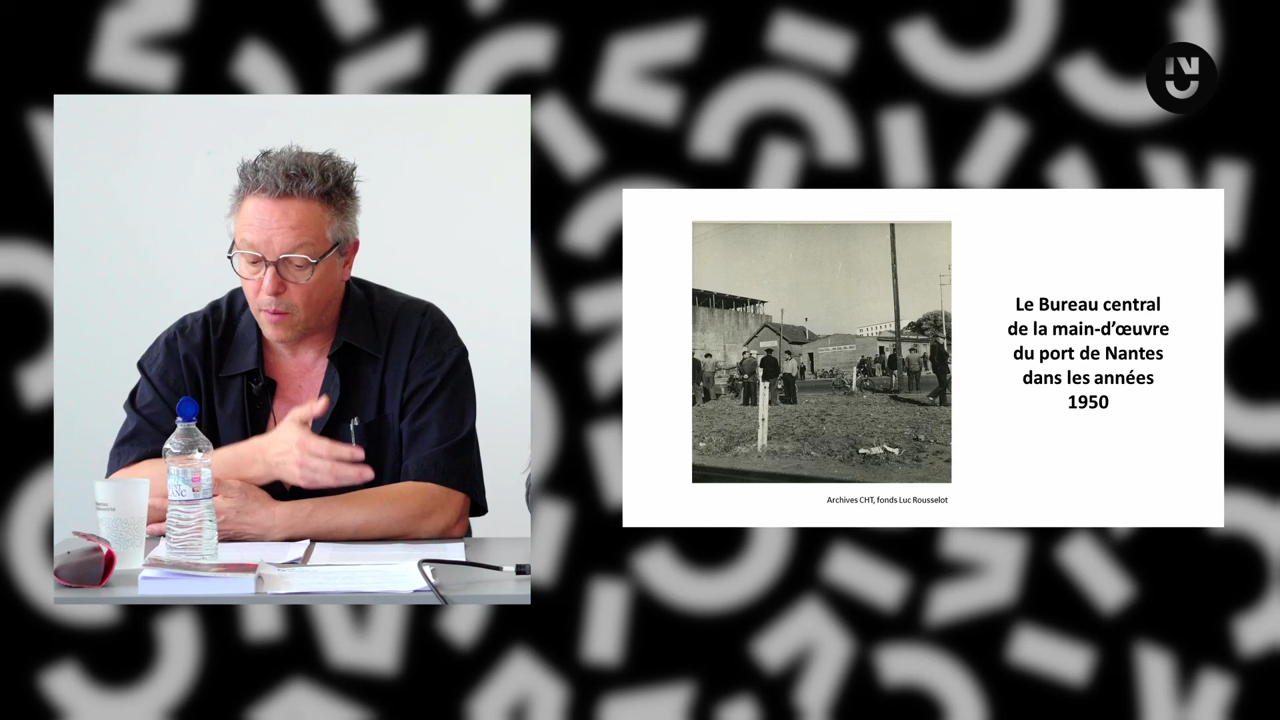 Le Bureau central
de la main-d’œuvre
du port de Nantes
dans les années
1950
Archives CHT, fonds Luc Rousselot